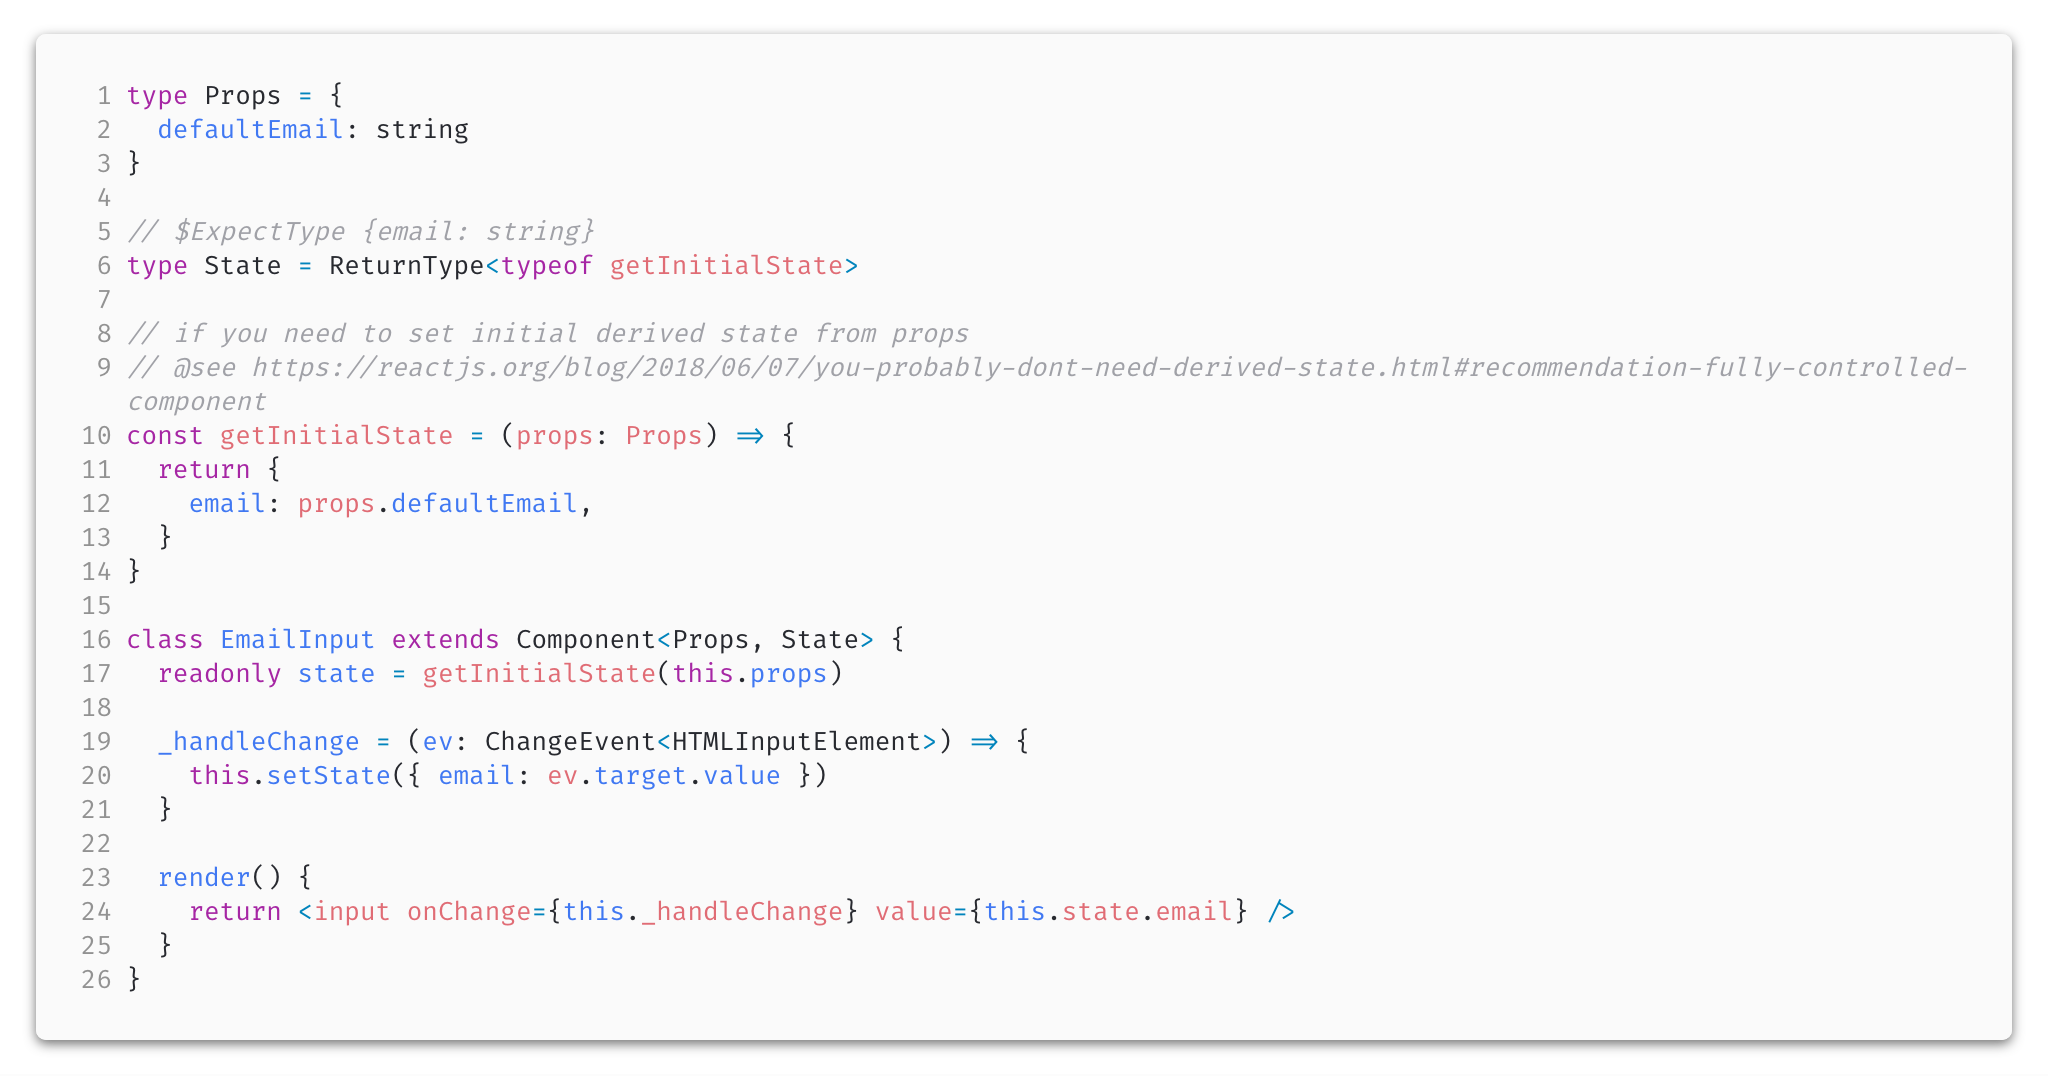 1 type Props = {
2   defaultEmail: string
3 }
4
5 // $ExpectType {email: string}
6 type State = ReturnType<typeof getInitialState>
7
8 // if you need to set initial derived state from props
9 // @see https://reactjs.org/blog/2018/06/07/you-probably-dont-need-derived-state.html#recommendation-fully-controlled-
component
10 const getInitialState = (props: Props) => {
11   return {
12     email: props.defaultEmail,
13   }
14 }
15
16 class EmailInput extends Component<Props, State> {
17   readonly state = getInitialState(this.props)
18
19   _handleChange = (ev: ChangeEvent<HTMLInputElement>) => {
20     this.setState({ email: ev.target.value })
21   }
22
23   render() {
24     return <input onChange={this._handleChange} value={this.state.email} />
25   }
26 }